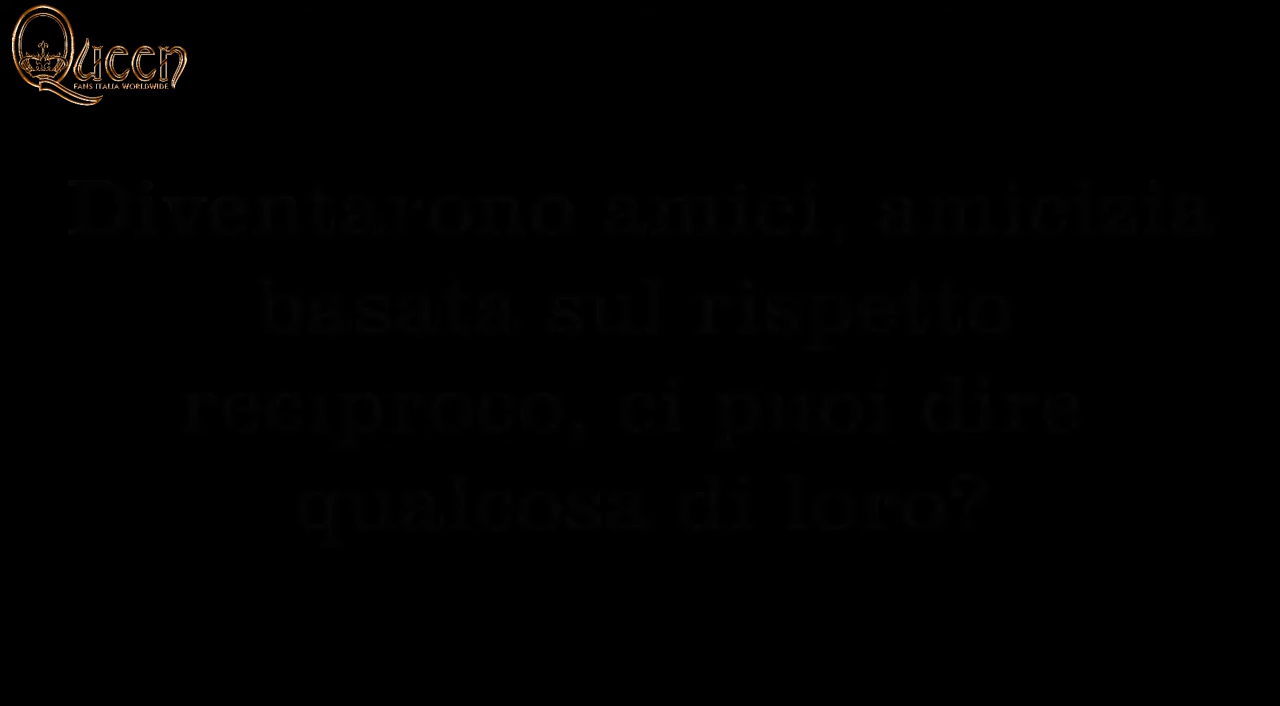 Queen
FANS ITALIA WORLDWIDE
Diventarono amici, amicizia
basata sul rispetto
reciproco, ci puoi dire
qualcosa di loro?